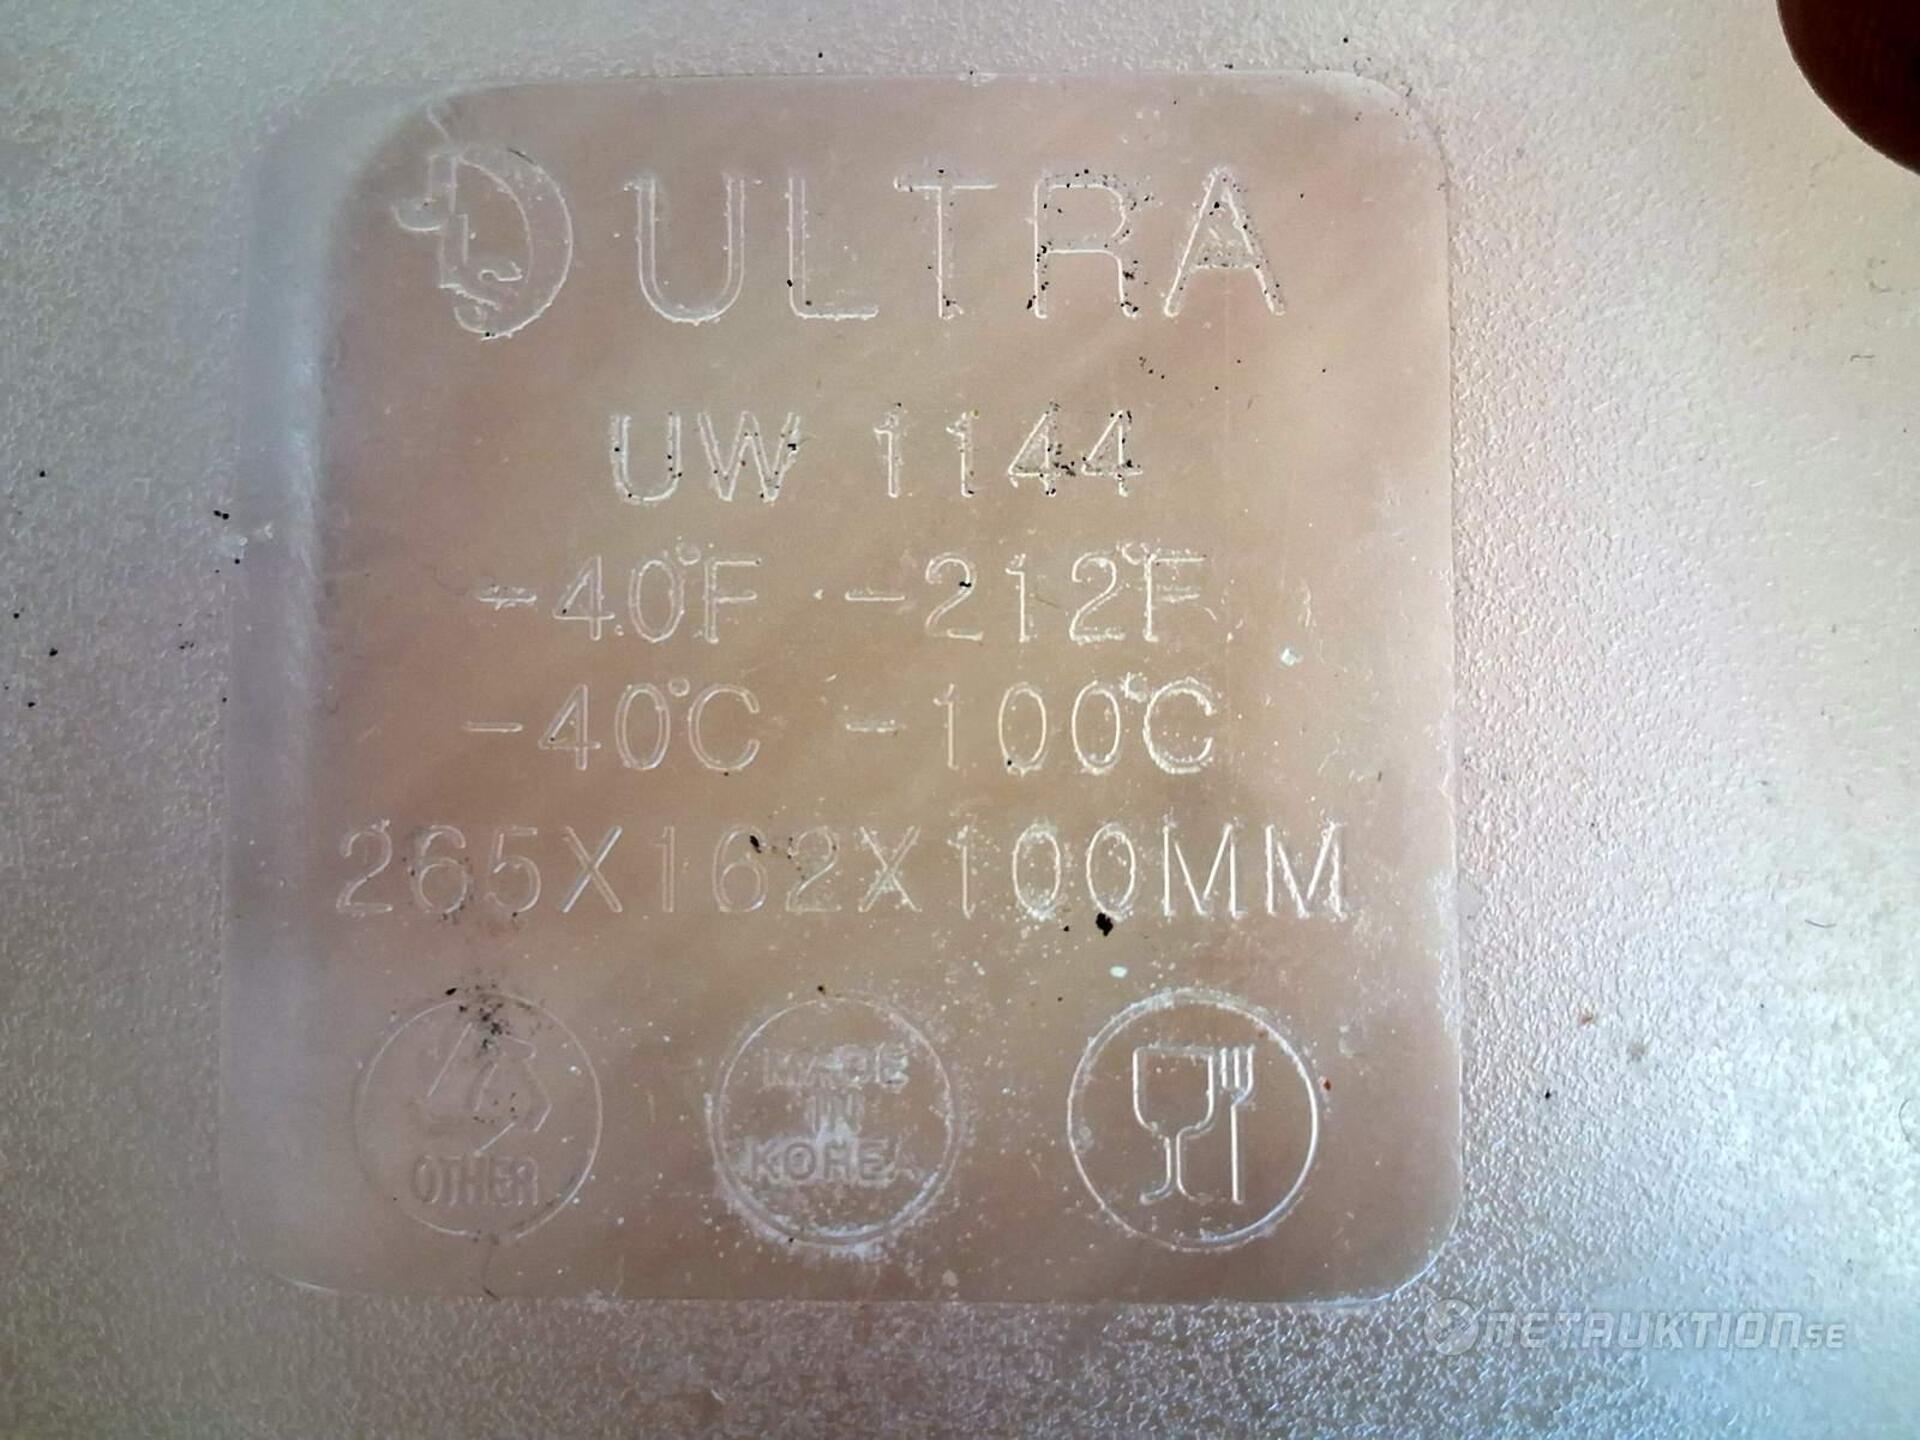 ULTRA
UW 1144
-40°F -212°F
-40°C -100°C
265X162X100MM
OTHER
MADE
IN
KOREA
NETAUKTION.SE